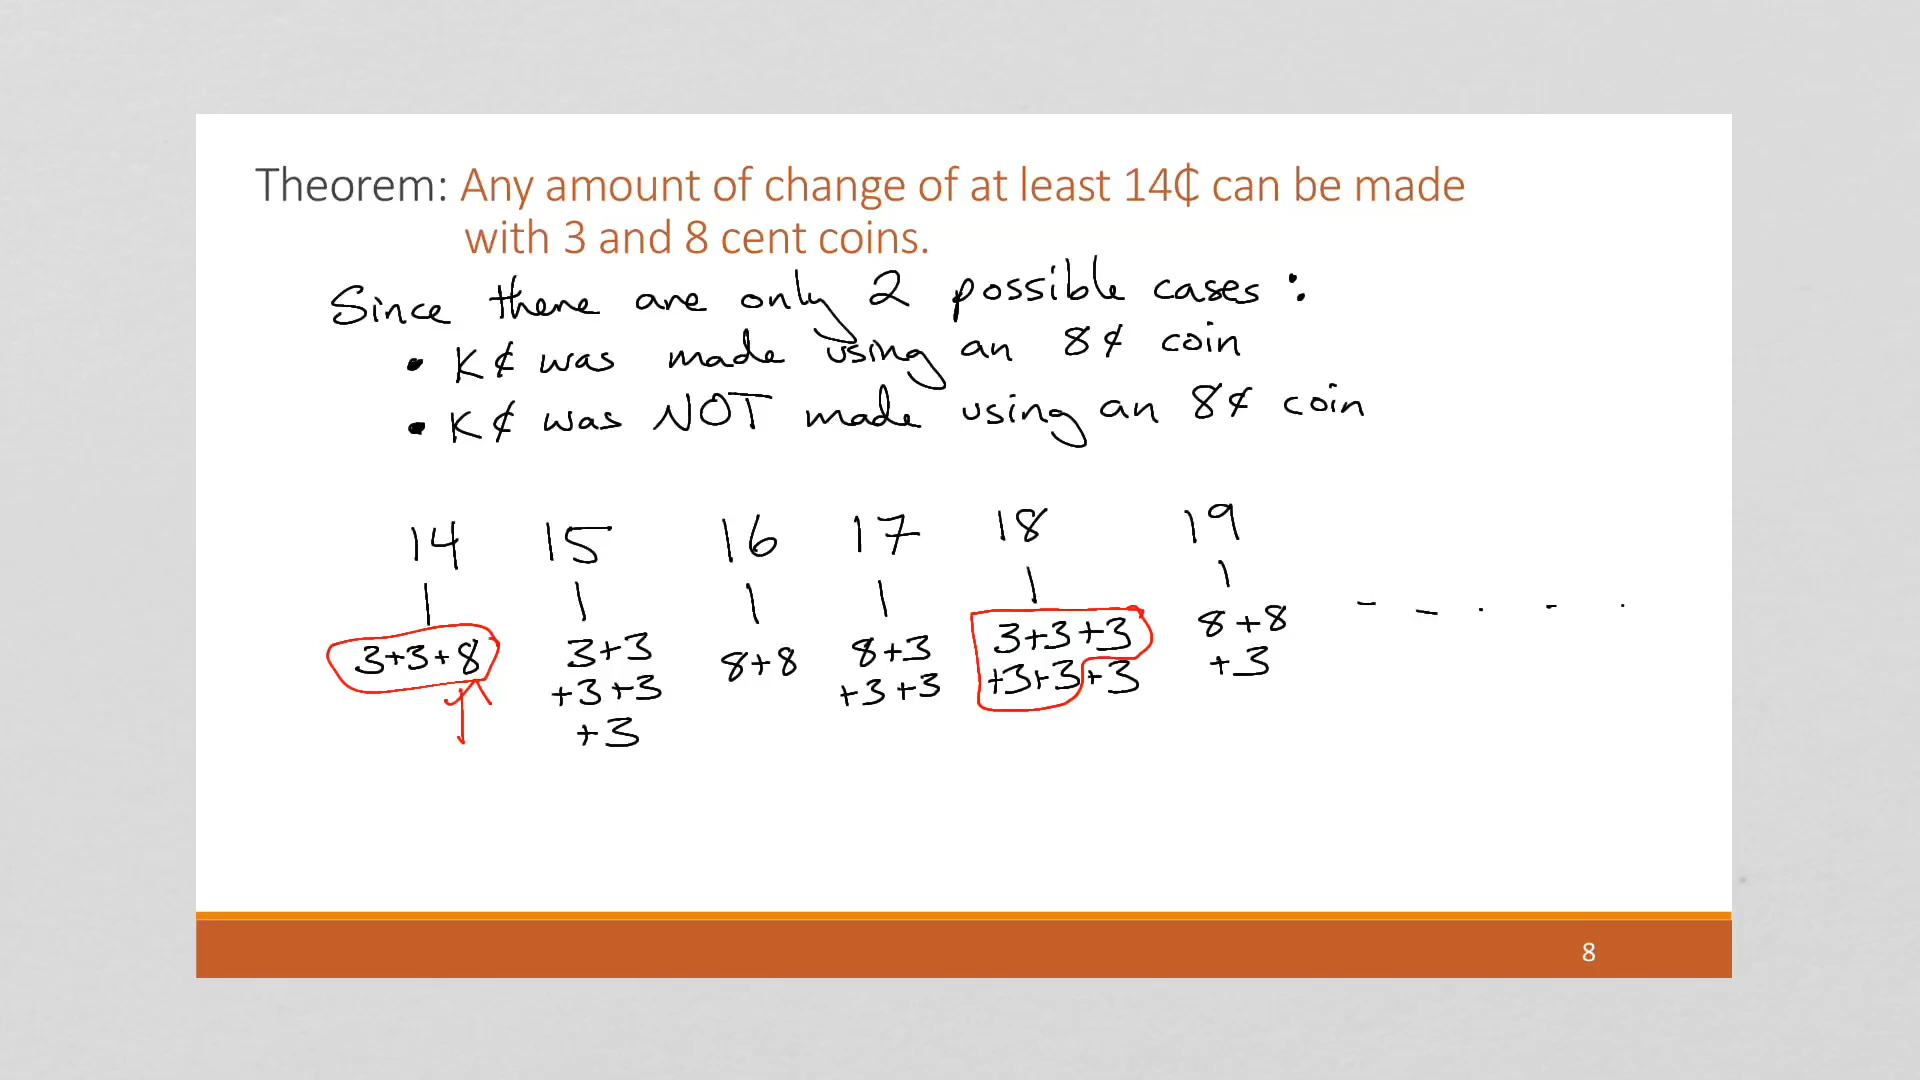 Theorem: Any amount of change of at least 14₵ can be made
with 3 and 8 cent coins.
Since there are only 2 possible cases :
• K¢ was made using an 8¢ coin
• K¢ was NOT made using an 8¢ coin
14 15 16 17 18 19
3+3+8 3+3 8+8 8+3 3+3+3 8+8 - - . - .
+3+3 +3+3 +3+3+3 +3
+3
8